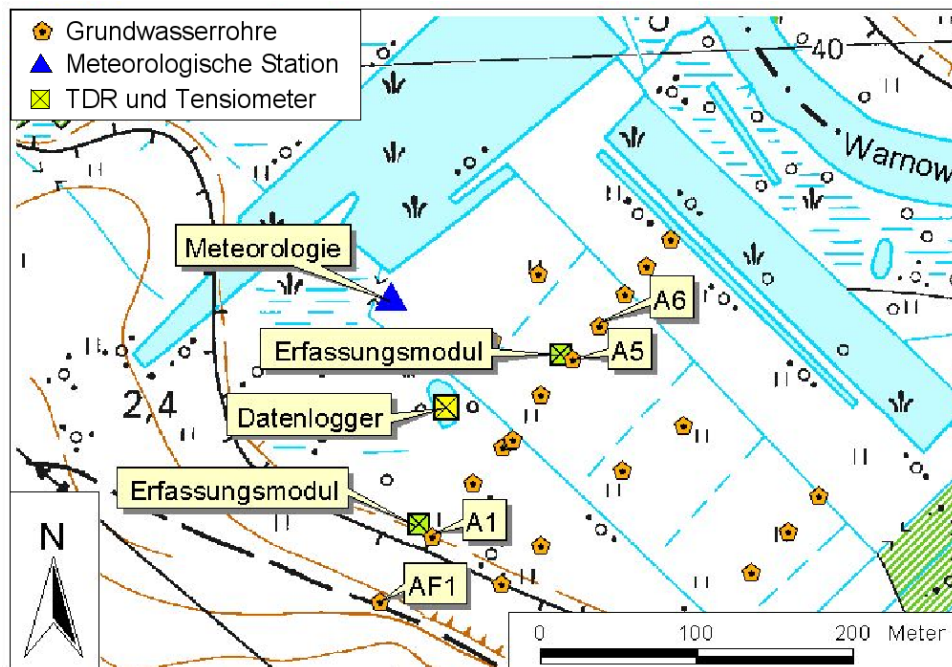 Grundwasserrohre
Meteorologische Station
TDR und Tensiometer
40
Warnow
Meteorologie
A6
Erfassungsmodul
A5
2,4
Datenlogger
Erfassungsmodul
A1
N
AF1
0 100 200 Meter